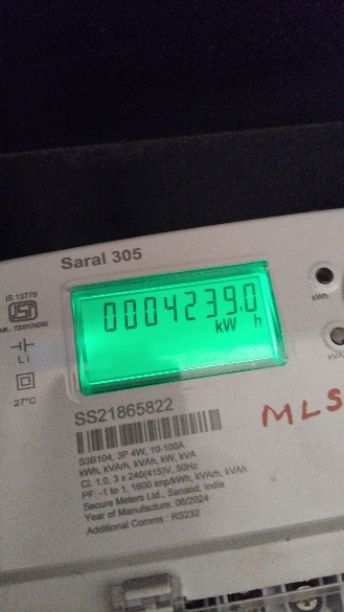 Saral 305
IS 13779
ISI
0004239.0
kW h
kWh
L i
27°C
SS21865822
MLS
S3B104, 3P 4W, 10-100A
kWh, kVArh, kVAh, kW, kVA
Cl. 1.0, 3 x 240(415)V, 50Hz
PF: -1 to 1, 1600 imp/kWh, kVArh, kVAh
Secure Meters Ltd., Sanand, India
Year of Manufacture: 06/2024
Additional Comms : RS232